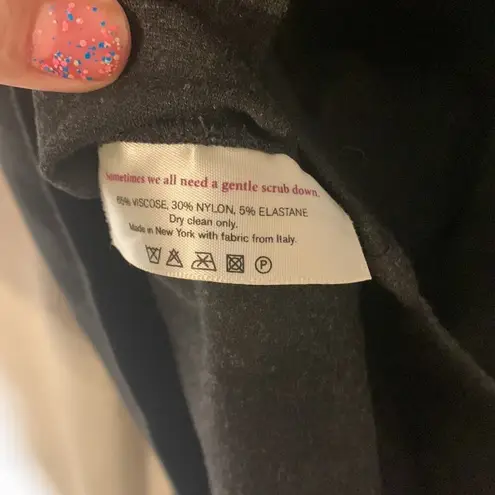 Sometimes we all need a gentle scrub down.
65% VISCOSE, 30% NYLON, 5% ELASTANE
Dry clean only.
Made in New York with fabric from Italy.
P